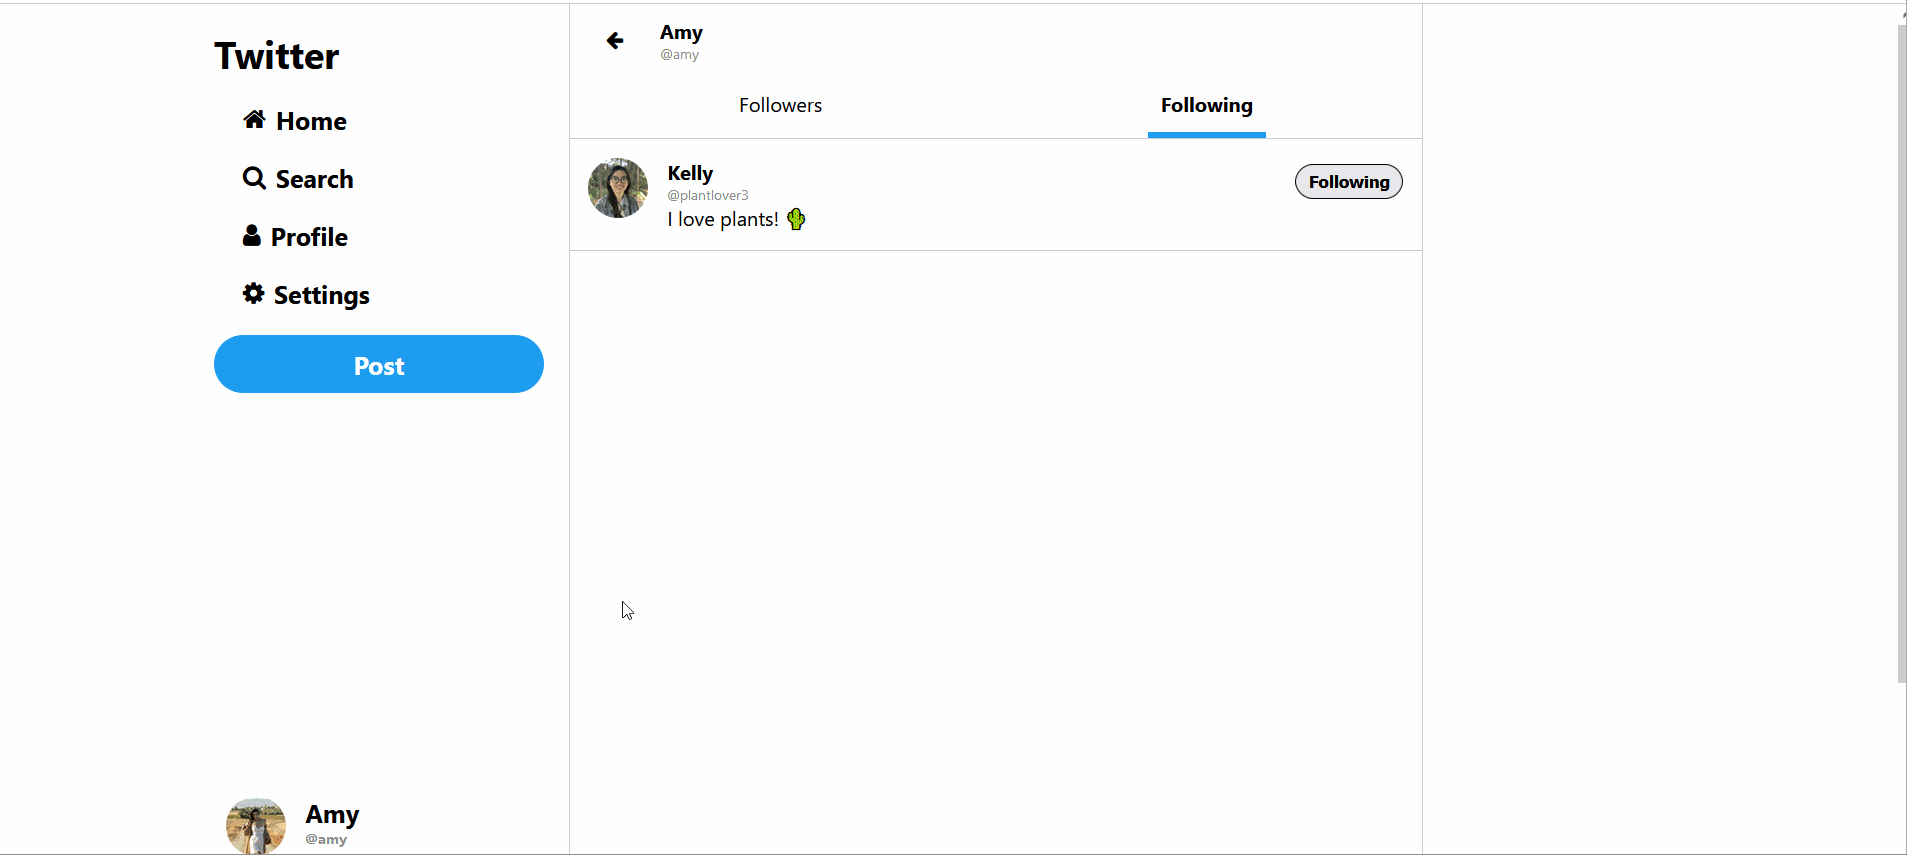 Twitter
Home
Search
Profile
Settings
Post
Amy
@amy
Amy
@amy
Followers
Following
Kelly
@plantlover3
I love plants! 🌵
Following